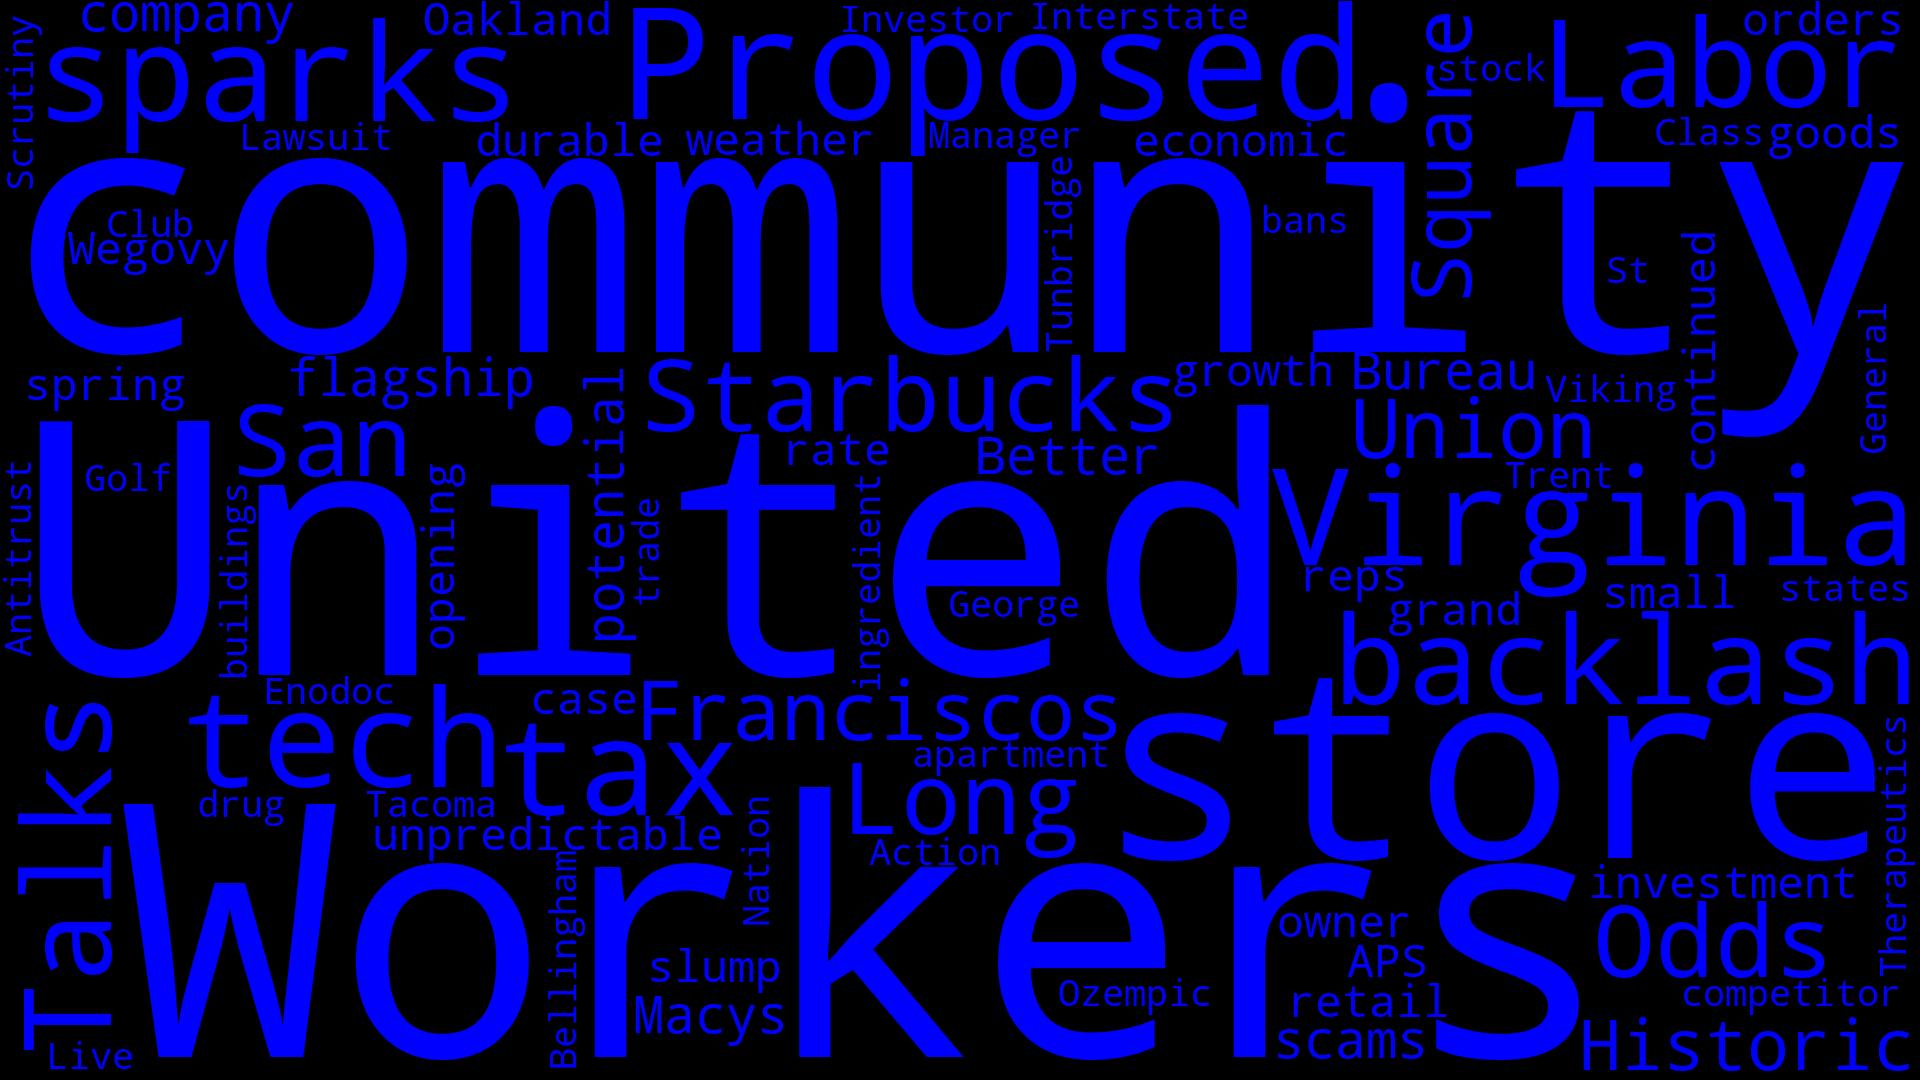 company
Oakland
Investor
Interstate
orders
Scrutiny
sparks
Proposed
Square
stock
Labor
Lawsuit
durable
weather
Manager
economic
Class
goods
community
Club
Wegovy
Tunbridge
bans
St
continued
General
spring
flagship
potential
Starbucks
growth
Bureau
Viking
United
San
rate
Better
Union
Antitrust
Golf
buildings
opening
trade
ingredient
George
Virginia
Trent
reps
grand
small
states
backlash
Enodoc
case
Franciscos
Talks
tech
tax
apartment
store
Therapeutics
drug
Tacoma
unpredictable
Nation
Long
Action
Workers
Bellingham
investment
owner
Odds
slump
APS
Macys
Ozempic
retail
competitor
scams
Historic
Live